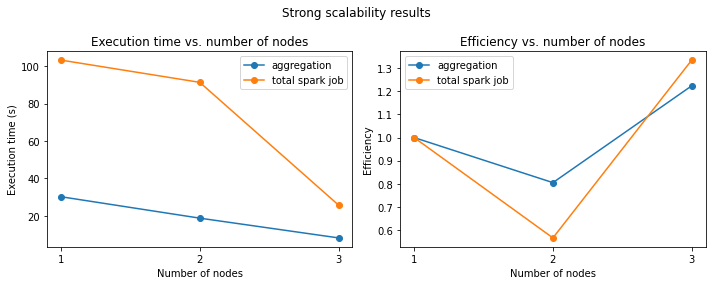 Strong scalability results
Execution time vs. number of nodes
Execution time (s)
100
80
60
40
20
aggregation
total spark job
1
2
3
Number of nodes
Efficiency vs. number of nodes
Efficiency
1.3
1.2
1.1
1.0
0.9
0.8
0.7
0.6
aggregation
total spark job
1
2
3
Number of nodes